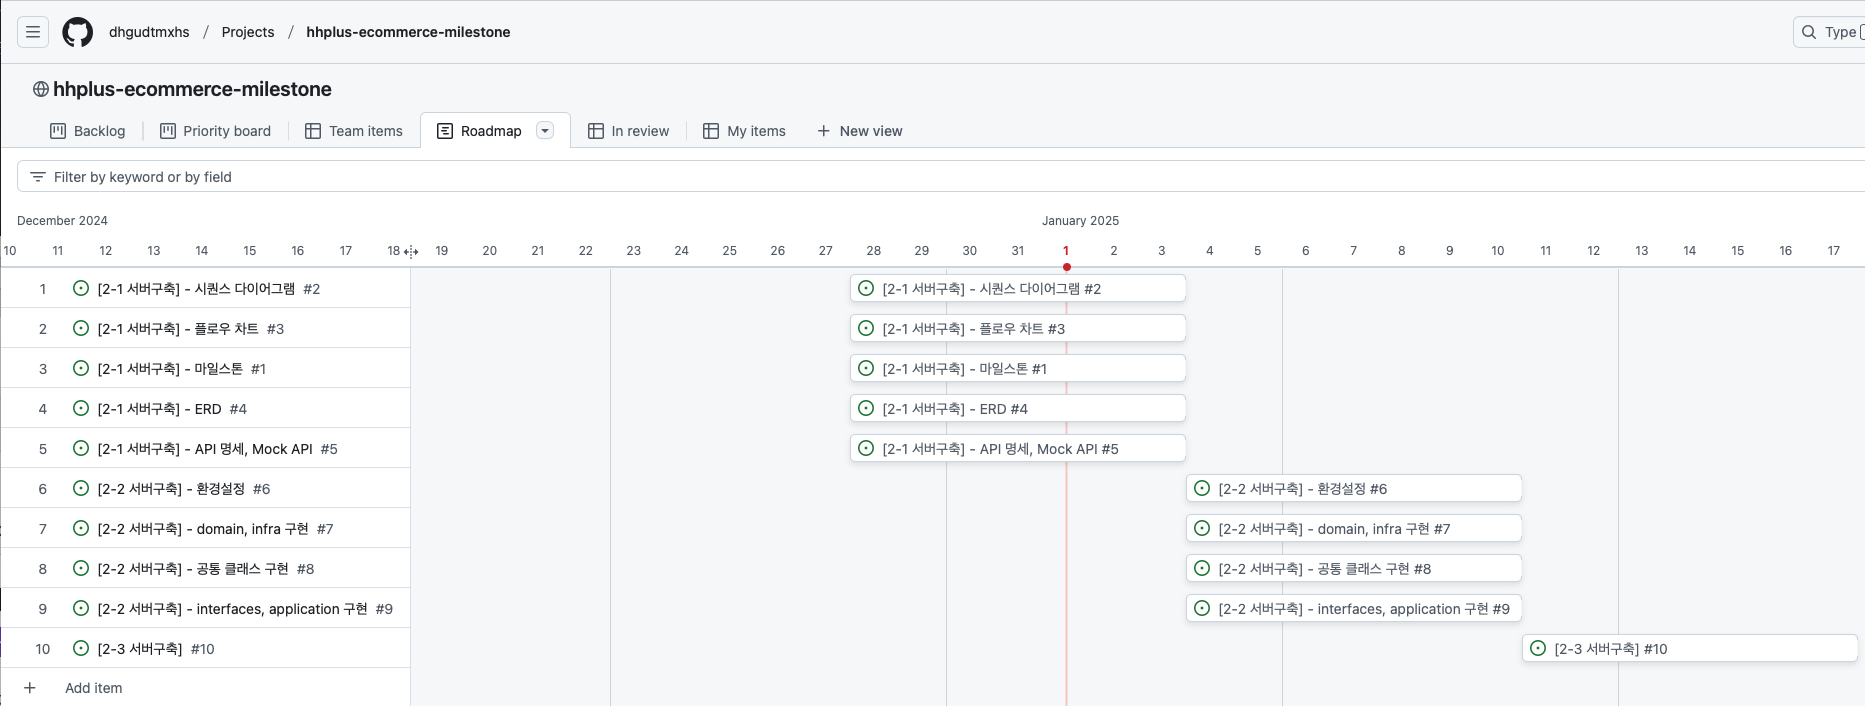 dhgudtmxhs / Projects / hhplus-ecommerce-milestone
Type
hhplus-ecommerce-milestone
Backlog Priority board Team items Roadmap In review My items + New view
Filter by keyword or by field
December 2024 January 2025
10 11 12 13 14 15 16 17 18 19 20 21 22 23 24 25 26 27 28 29 30 31 1 2 3 4 5 6 7 8 9 10 11 12 13 14 15 16 17
1 [2-1 서버구축] - 시퀀스 다이어그램 #2 [2-1 서버구축] - 시퀀스 다이어그램 #2
2 [2-1 서버구축] - 플로우 차트 #3 [2-1 서버구축] - 플로우 차트 #3
3 [2-1 서버구축] - 마일스톤 #1 [2-1 서버구축] - 마일스톤 #1
4 [2-1 서버구축] - ERD #4 [2-1 서버구축] - ERD #4
5 [2-1 서버구축] - API 명세, Mock API #5 [2-1 서버구축] - API 명세, Mock API #5
6 [2-2 서버구축] - 환경설정 #6 [2-2 서버구축] - 환경설정 #6
7 [2-2 서버구축] - domain, infra 구현 #7 [2-2 서버구축] - domain, infra 구현 #7
8 [2-2 서버구축] - 공통 클래스 구현 #8 [2-2 서버구축] - 공통 클래스 구현 #8
9 [2-2 서버구축] - interfaces, application 구현 #9 [2-2 서버구축] - interfaces, application 구현 #9
10 [2-3 서버구축] #10 [2-3 서버구축] #10
+ Add item